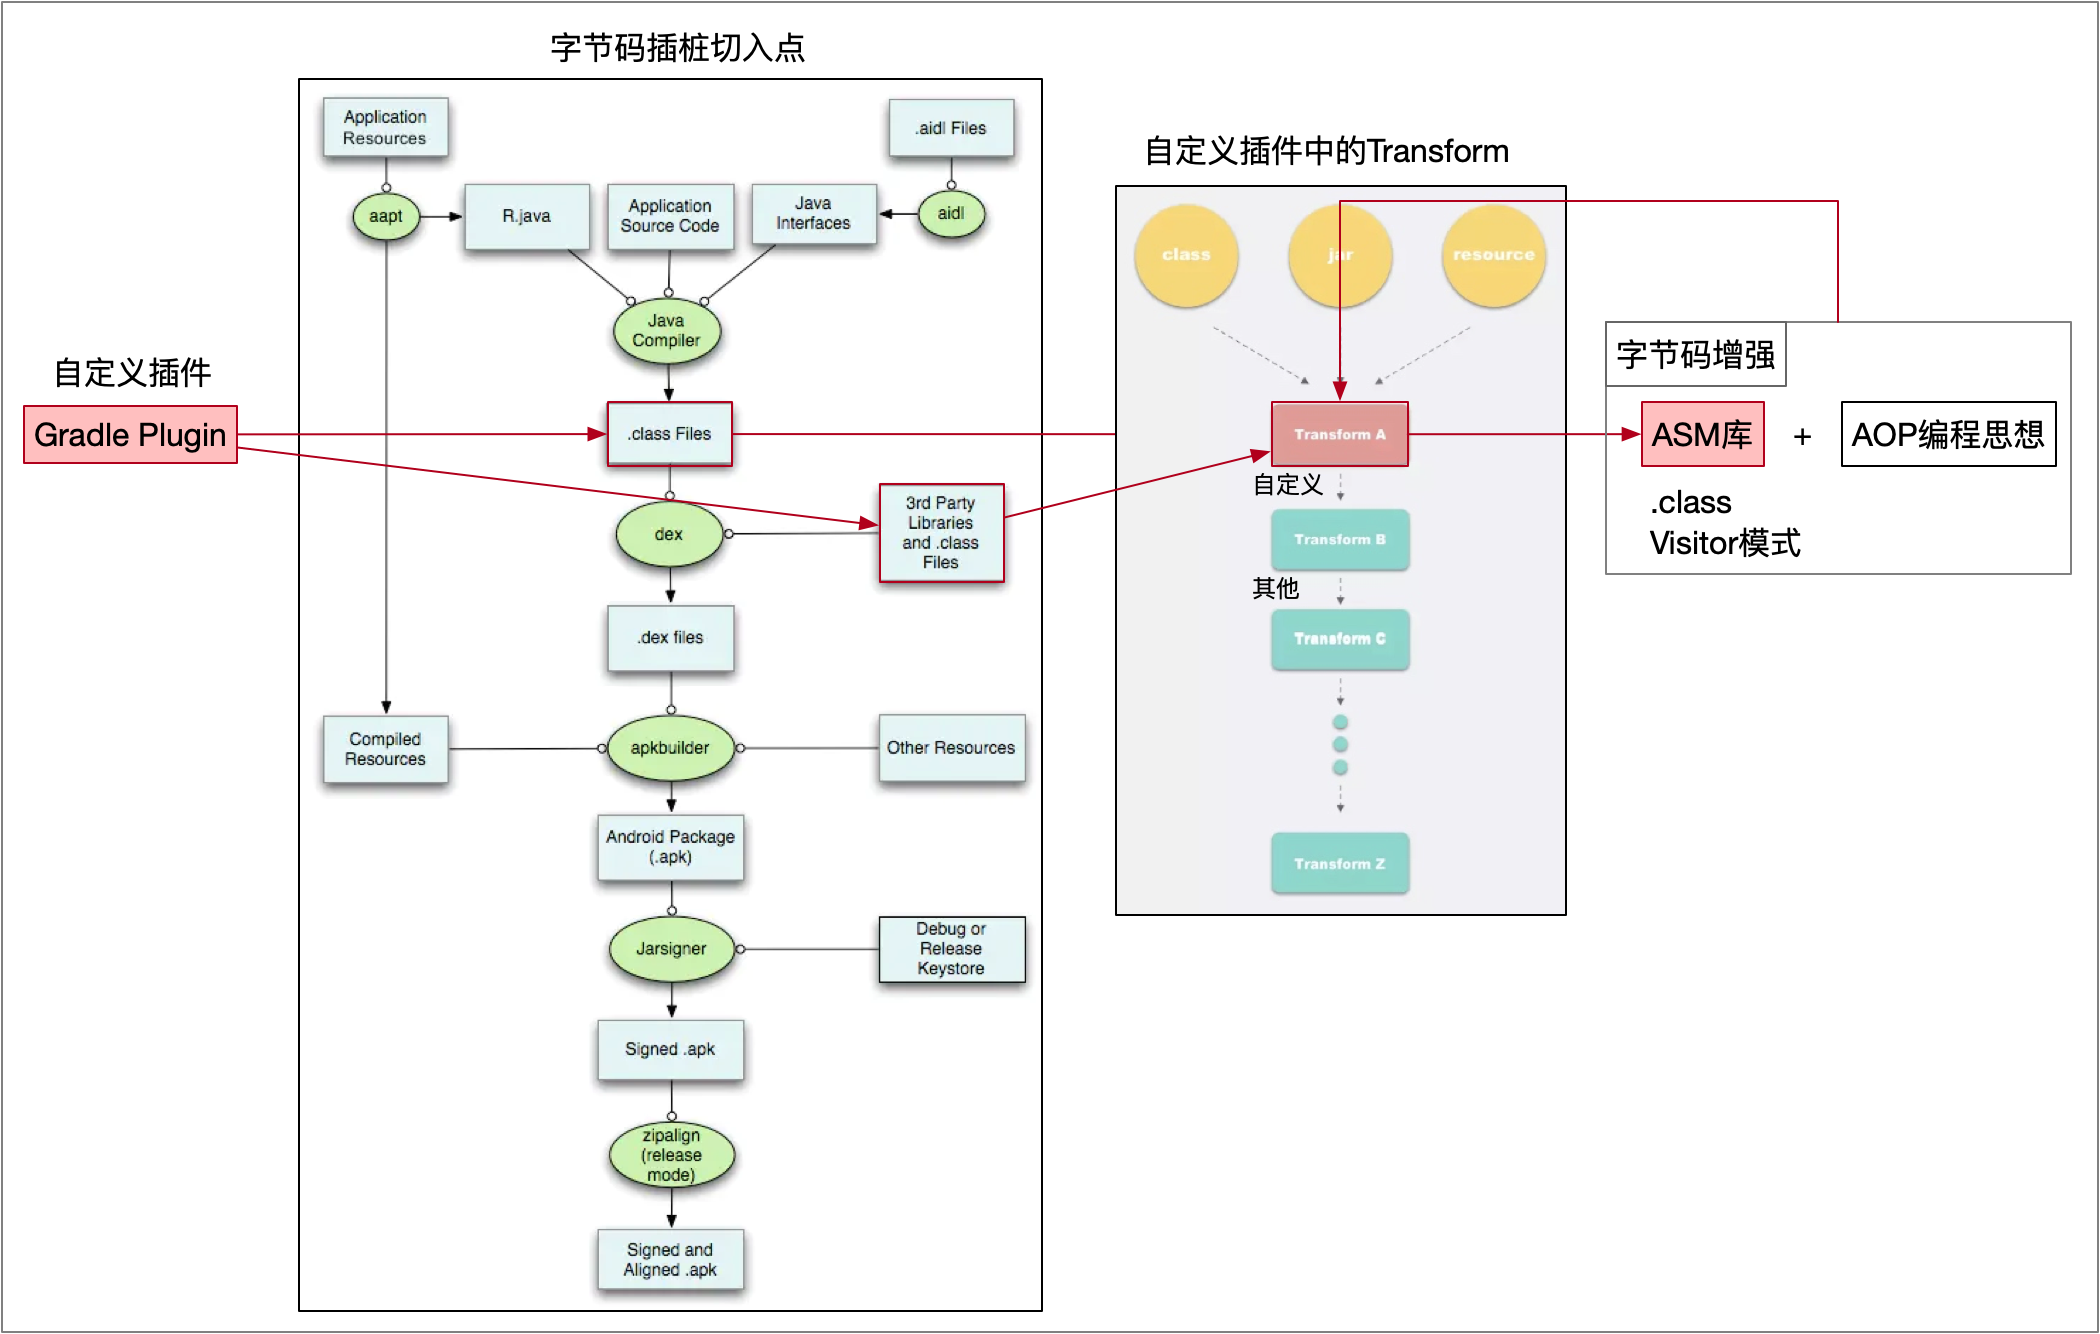 字节码插桩切入点
Application
Resources
.aidl Files
aapt
R.java
Application
Source Code
Java
Interfaces
aidl
Java
Compiler
自定义插件
Gradle Plugin
.class Files
dex
3rd Party
Libraries
and .class
Files
.dex files
Compiled
Resources
apkbuilder
Other Resources
Android Package
(.apk)
Jarsigner
Debug or
Release
Keystore
Signed .apk
zipalign
(release
mode)
Signed and
Aligned .apk
自定义插件中的Transform
class
jar
resource
Transform A
自定义
Transform B
其他
Transform C
Transform Z
字节码增强
ASM库
+
AOP编程思想
.class
Visitor模式